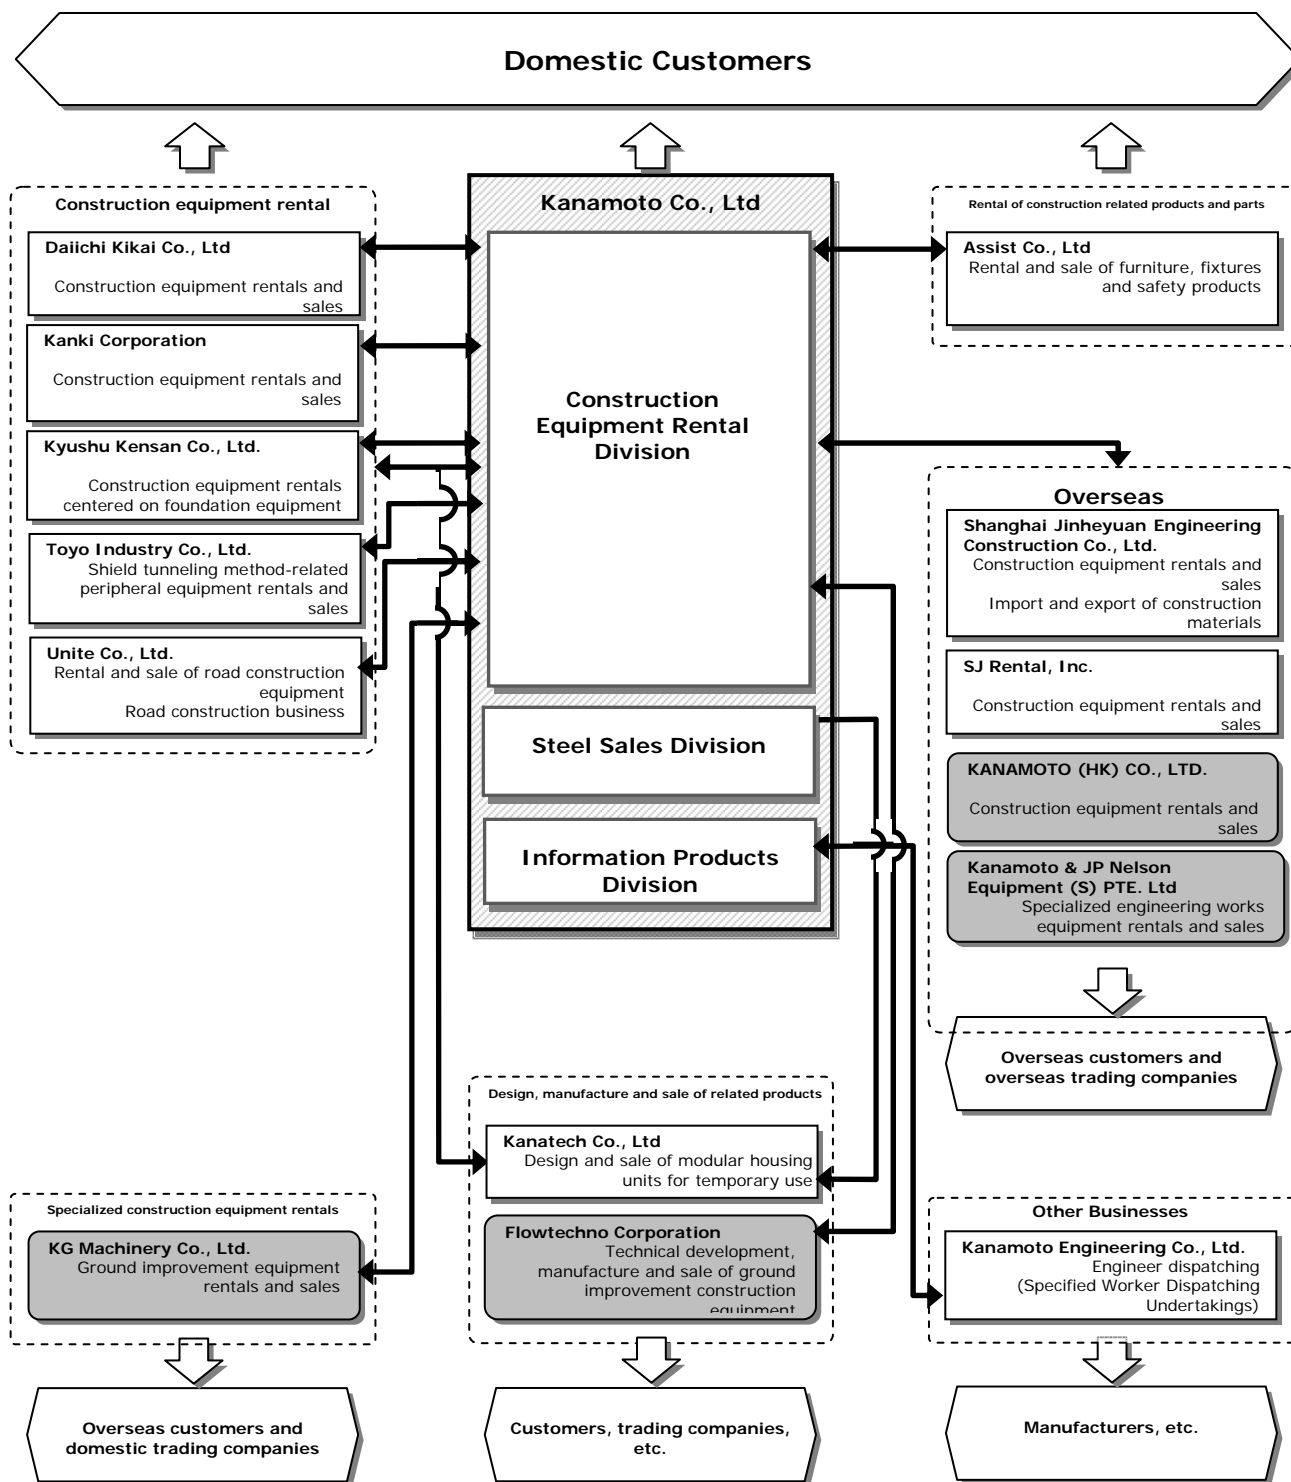 Domestic Customers
Construction equipment rental
Daiichi Kikai Co., Ltd
Construction equipment rentals and
sales
Kanki Corporation
Construction equipment rentals and
sales
Kyushu Kensan Co., Ltd.
Construction equipment rentals
centered on foundation equipment
Toyo Industry Co., Ltd.
Shield tunneling method-related
peripheral equipment rentals and
sales
Unite Co., Ltd.
Rental and sale of road construction
equipment
Road construction business
Kanamoto Co., Ltd
Construction
Equipment Rental
Division
Steel Sales Division
Information Products
Division
Rental of construction related products and parts
Assist Co., Ltd
Rental and sale of furniture, fixtures
and safety products
Overseas
Shanghai Jinheyuan Engineering
Construction Co., Ltd.
Construction equipment rentals and
sales
Import and export of construction
materials
SJ Rental, Inc.
Construction equipment rentals and
sales
KANAMOTO (HK) CO., LTD.
Construction equipment rentals and
sales
Kanamoto & JP Nelson
Equipment (S) PTE. Ltd
Specialized engineering works
equipment rentals and sales
Overseas customers and
overseas trading companies
Design, manufacture and sale of related products
Kanatech Co., Ltd
Design and sale of modular housing
units for temporary use
Flowtechno Corporation
Technical development,
manufacture and sale of ground
improvement construction
equipment
Specialized construction equipment rentals
KG Machinery Co., Ltd.
Ground improvement equipment
rentals and sales
Other Businesses
Kanamoto Engineering Co., Ltd.
Engineer dispatching
(Specified Worker Dispatching
Undertakings)
Overseas customers and
domestic trading companies
Customers, trading companies,
etc.
Manufacturers, etc.